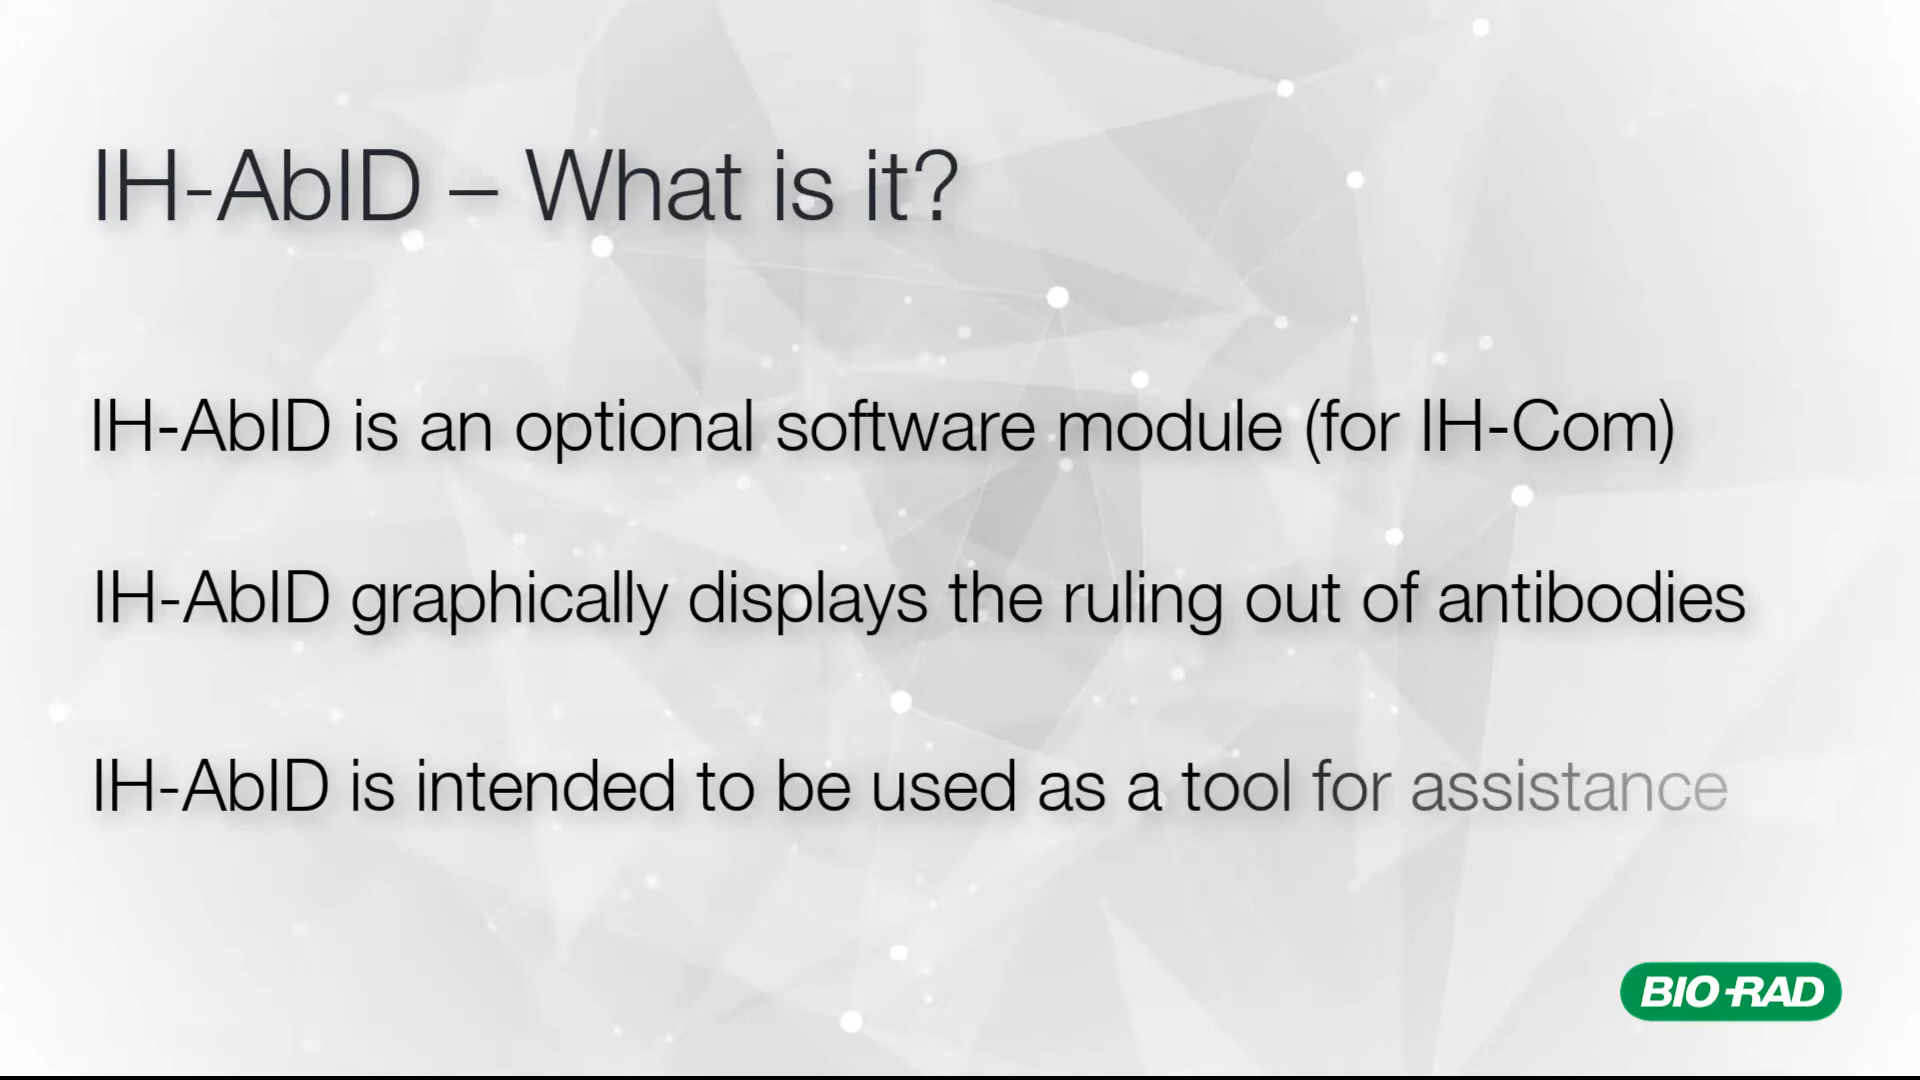 IH-AbID – What is it?
IH-AbID is an optional software module (for IH-Com)
IH-AbID graphically displays the ruling out of antibodies
IH-AbID is intended to be used as a tool for assistance
BIO-RAD